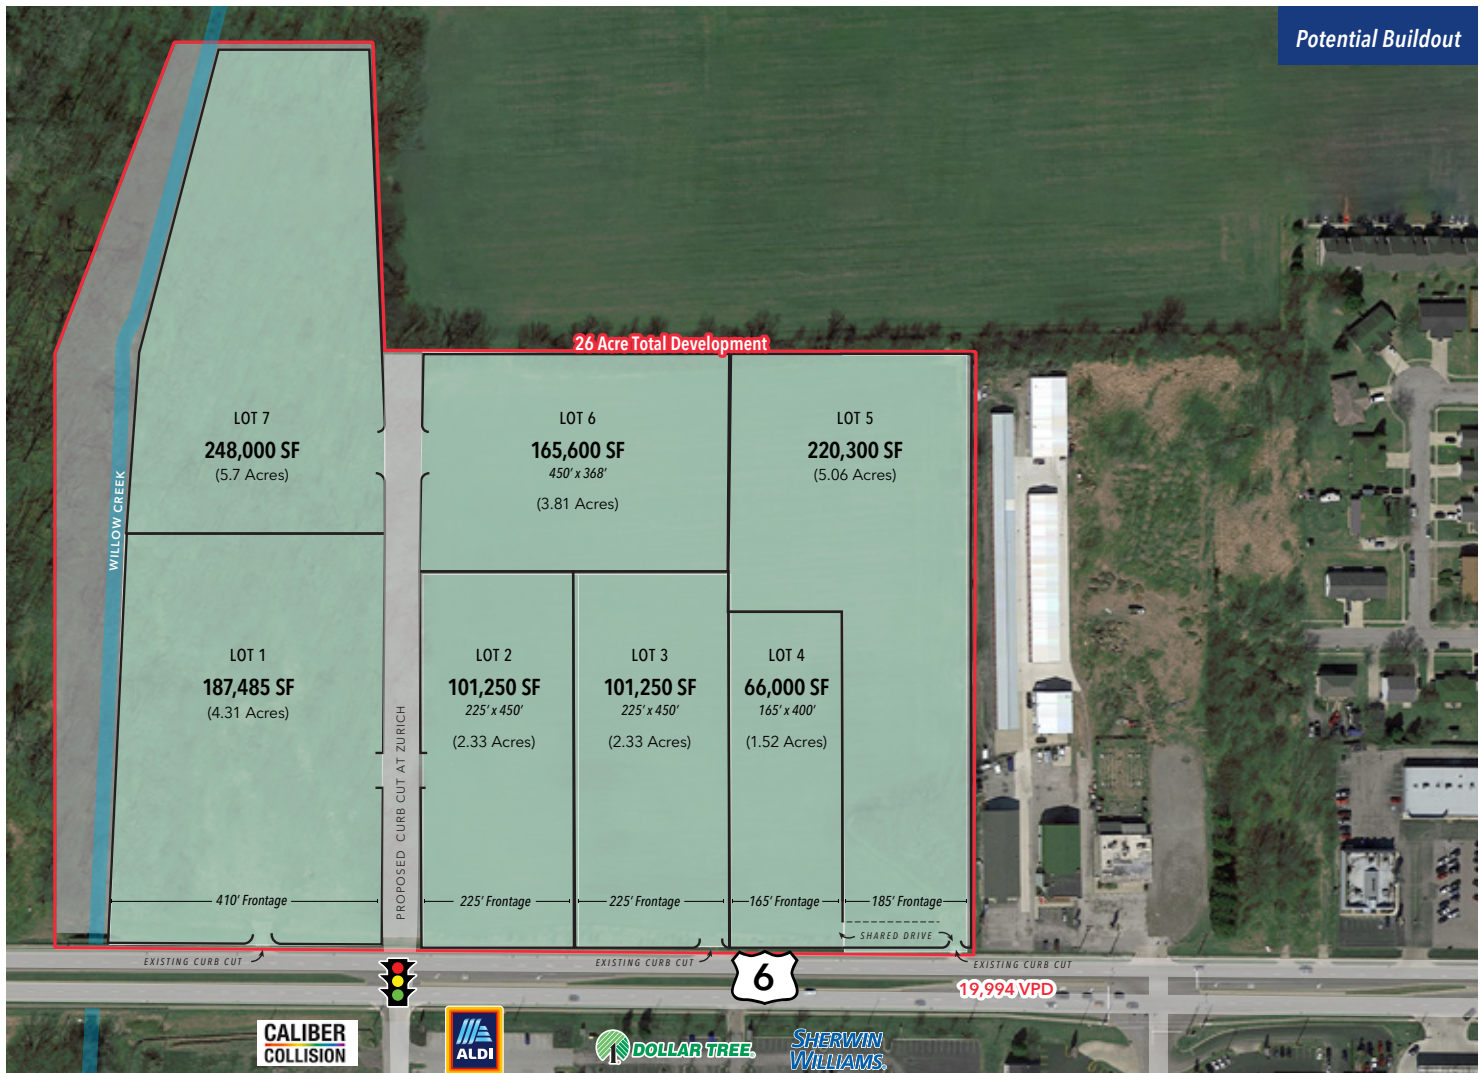 Potential Buildout
26 Acre Total Development
LOT 7
248,000 SF
(5.7 Acres)
LOT 6
165,600 SF
450' x 368'
(3.81 Acres)
LOT 5
220,300 SF
(5.06 Acres)
WILLOW CREEK
LOT 1
187,485 SF
(4.31 Acres)
LOT 2
101,250 SF
225' x 450'
(2.33 Acres)
LOT 3
101,250 SF
225' x 450'
(2.33 Acres)
LOT 4
66,000 SF
165' x 400'
(1.52 Acres)
PROPOSED CURB CUT AT ZURICH
410' Frontage
225' Frontage
225' Frontage
165' Frontage
185' Frontage
SHARED DRIVE
EXISTING CURB CUT
EXISTING CURB CUT
EXISTING CURB CUT
6
19,994 VPD
CALIBER
COLLISION
ALDI
DOLLAR TREE.
SHERWIN
WILLIAMS.